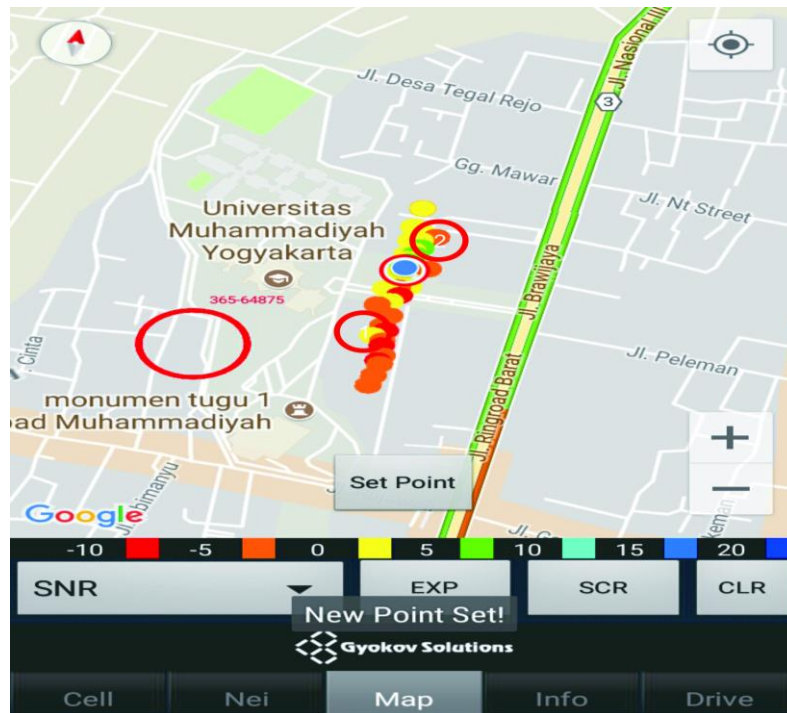 Jl. Nasional III
Jl. Desa Tegal Rejo
3
Gg. Mawar
Jl. Nt Street
Universitas
Muhammadiyah
Yogyakarta
2
365-64875
Jl. Brawijaya
1
Cinta
Jl. Peleman
monumen tugu 1
oad Muhammadiyah
Jl. Ringroad Barat
+
Set Point
−
Google
-10 -5 0 5 10 15 20
SNR EXP SCR CLR
New Point Set!
Gyokov Solutions
Cell Nei Map Info Drive